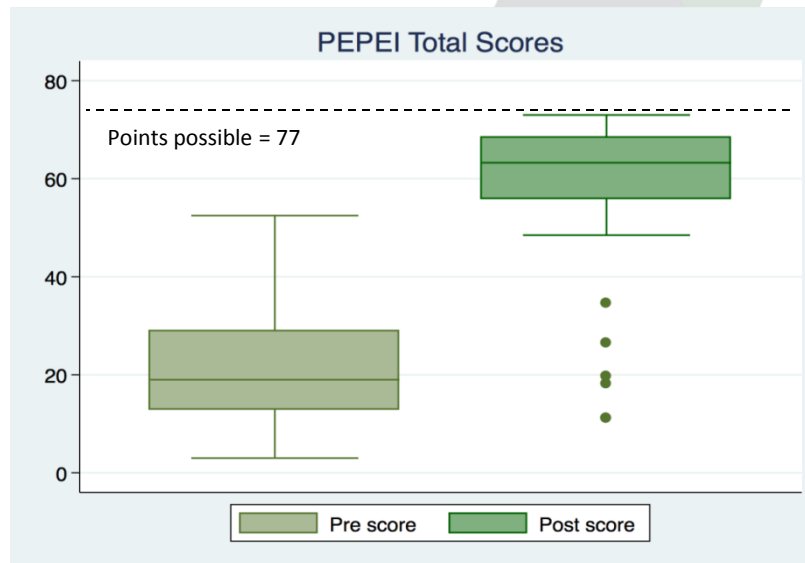 PEPEI Total Scores
80
Points possible = 77
60
40
20
0
Pre score
Post score